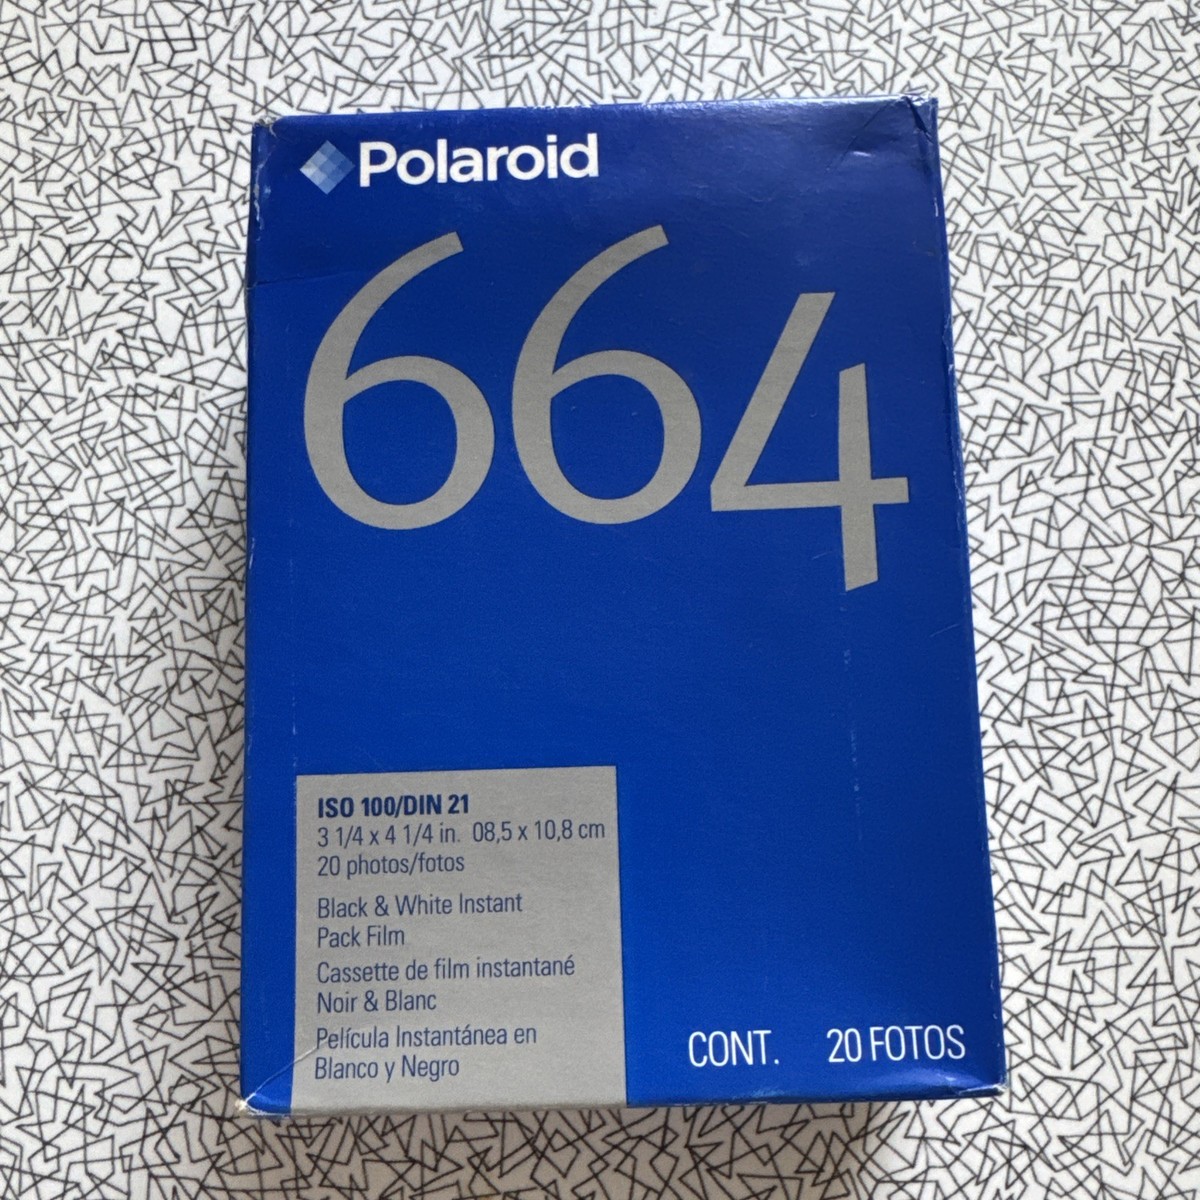 Polaroid
664
ISO 100/DIN 21
3 1/4 x 4 1/4 in. 08,5 x 10,8 cm
20 photos/fotos
Black & White Instant
Pack Film
Cassette de film instantané
Noir & Blanc
Película Instantánea en
Blanco y Negro
CONT. 20 FOTOS